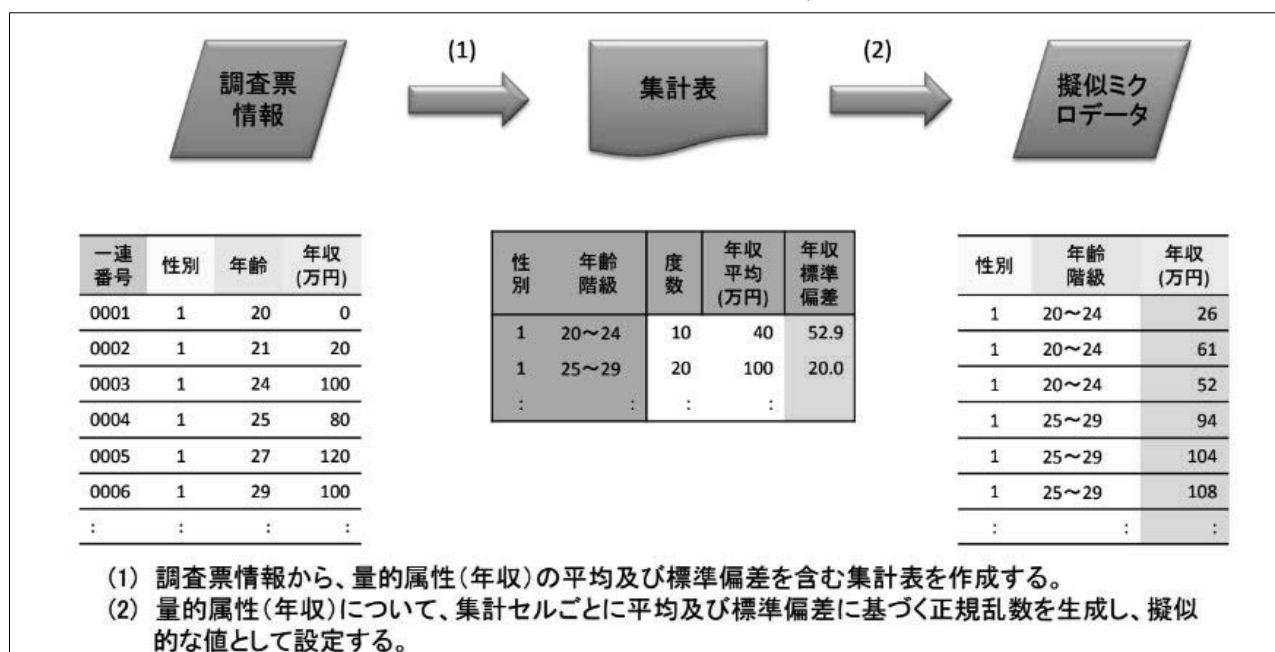 (1)
(2)
調査票
情報
集計表
擬似ミク
ロデータ
一連番号 性別 年齢 年収(万円)
0001 1 20 0
0002 1 21 20
0003 1 24 100
0004 1 25 80
0005 1 27 120
0006 1 29 100
: : : :
性別 年齢階級 度数 年収平均(万円) 年収標準偏差
1 20～24 10 40 52.9
1 25～29 20 100 20.0
: : : :
性別 年齢階級 年収(万円)
1 20～24 26
1 20～24 61
1 20～24 52
1 25～29 94
1 25～29 104
1 25～29 108
: : :
(1) 調査票情報から、量的属性(年収)の平均及び標準偏差を含む集計表を作成する。
(2) 量的属性(年収)について、集計セルごとに平均及び標準偏差に基づく正規乱数を生成し、擬似
的な値として設定する。